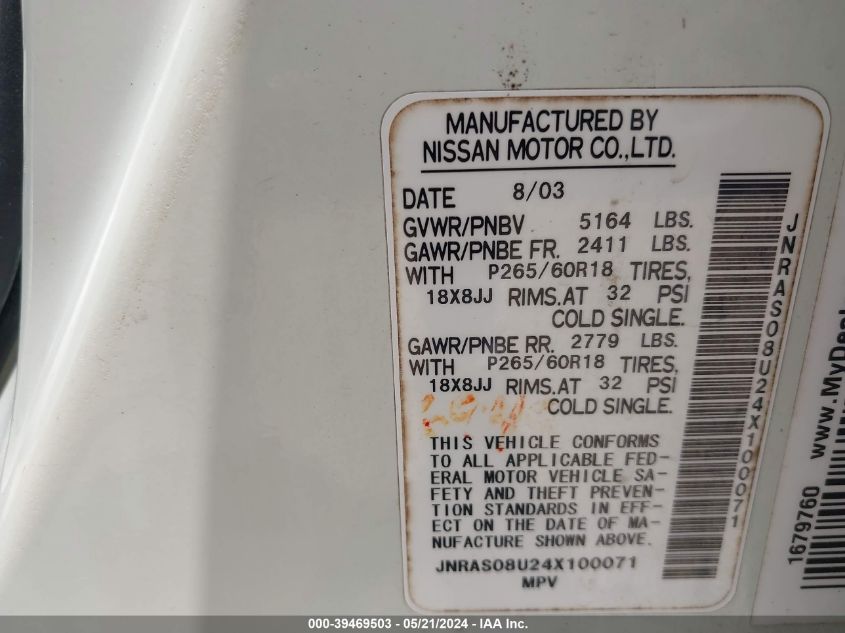 MANUFACTURED BY
NISSAN MOTOR CO.,LTD.
DATE 8/03
GVWR/PNBV 5164 LBS.
GAWR/PNBE FR. 2411 LBS.
WITH P265/60R18 TIRES,
18X8JJ RIMS.AT 32 PSI
COLD SINGLE.
GAWR/PNBE RR. 2779 LBS.
WITH P265/60R18 TIRES,
18X8JJ RIMS.AT 32 PSI
COLD SINGLE.
THIS VEHICLE CONFORMS
TO ALL APPLICABLE FED-
ERAL MOTOR VEHICLE SA-
FETY AND THEFT PREVEN-
TION STANDARDS IN EFF-
ECT ON THE DATE OF MA-
NUFACTURE SHOWN ABOVE.
JNRAS08U24X100071
MPV
JNRAS08U24X100071
1679760
000-39469503 - 05/21/2024 - IAA Inc.